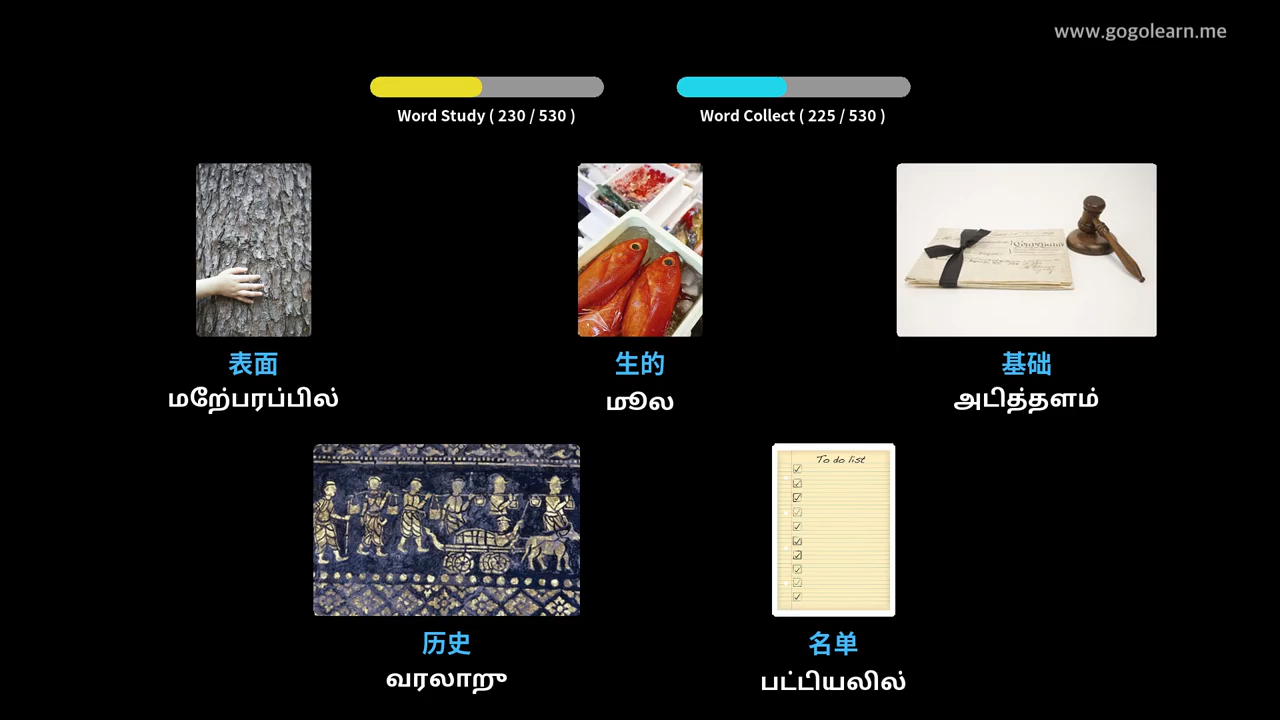 www.gogolearn.me
Word Study ( 230 / 530 )
Word Collect ( 225 / 530 )
表面
மறேபரப்பில்
生的
மூல
基础
அடித்தளம்
To do list
历史
வரலாறு
名单
பட்டியலில்